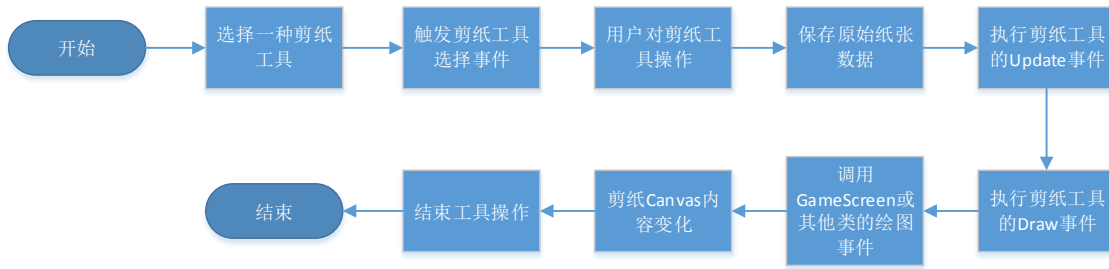 开始
选择一种剪纸
工具
触发剪纸工具
选择事件
用户对剪纸工
具操作
保存原始纸张
数据
执行剪纸工具
的Update事件
执行剪纸工具
的Draw事件
调用
GameScreen或
其他类的绘图
事件
剪纸Canvas内
容变化
结束工具操作
结束